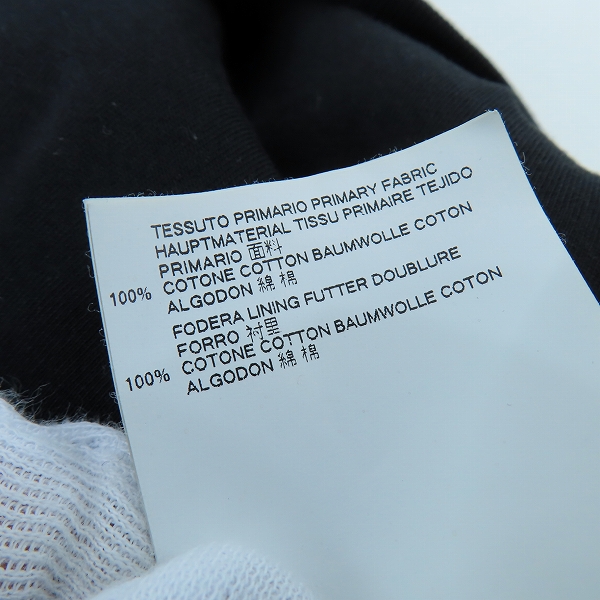 TESSUTO PRIMARIO PRIMARY FABRIC
HAUPTMATERIAL TISSU PRIMAIRE TEJIDO
PRIMARIO 面料
100% COTONE COTTON BAUMWOLLE COTON
ALGODON 綿 棉
FODERA LINING FUTTER DOUBLURE
FORRO 衬里
100% COTONE COTTON BAUMWOLLE COTON
ALGODON 綿 棉